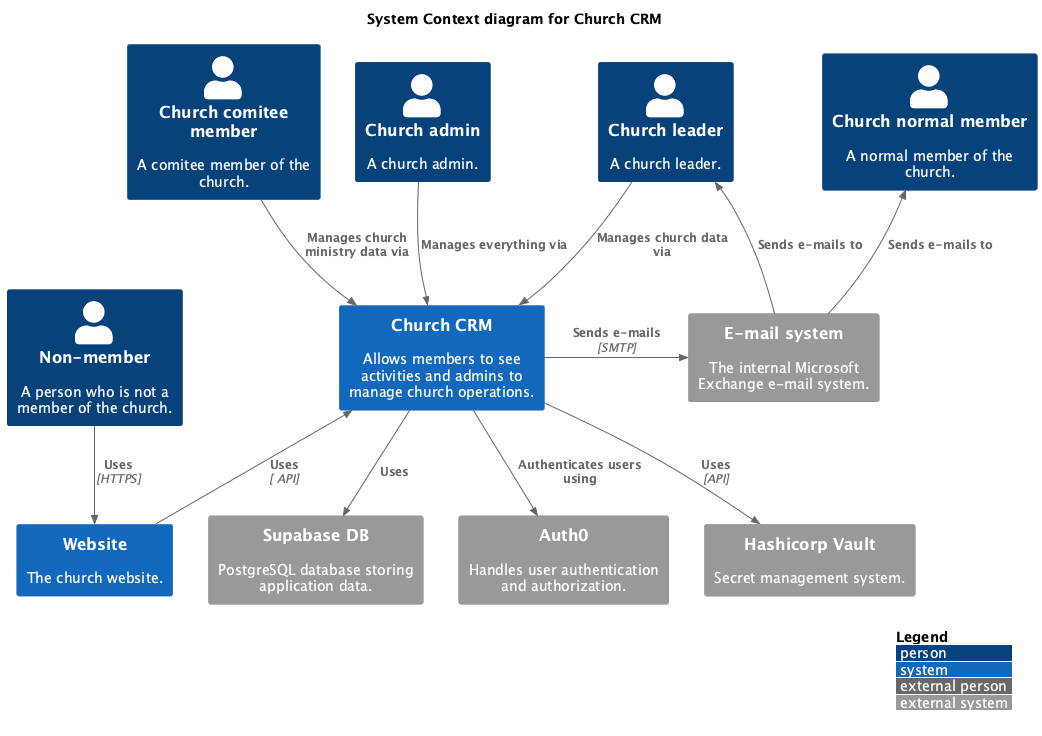 System Context diagram for Church CRM
Church comitee
member
A comitee member of the
church.
Church admin
A church admin.
Church leader
A church leader.
Church normal member
A normal member of the
church.
Manages church
ministry data via
Manages everything via
Manages church data
via
Sends e-mails to
Sends e-mails to
Non-member
A person who is not a
member of the church.
Church CRM
Allows members to see
activities and admins to
manage church operations.
Sends e-mails
[SMTP]
E-mail system
The internal Microsoft
Exchange e-mail system.
Uses
[HTTPS]
Uses
[ API]
Uses
Authenticates users
using
Uses
[API]
Website
The church website.
Supabase DB
PostgreSQL database storing
application data.
Auth0
Handles user authentication
and authorization.
Hashicorp Vault
Secret management system.
Legend
person
system
external person
external system